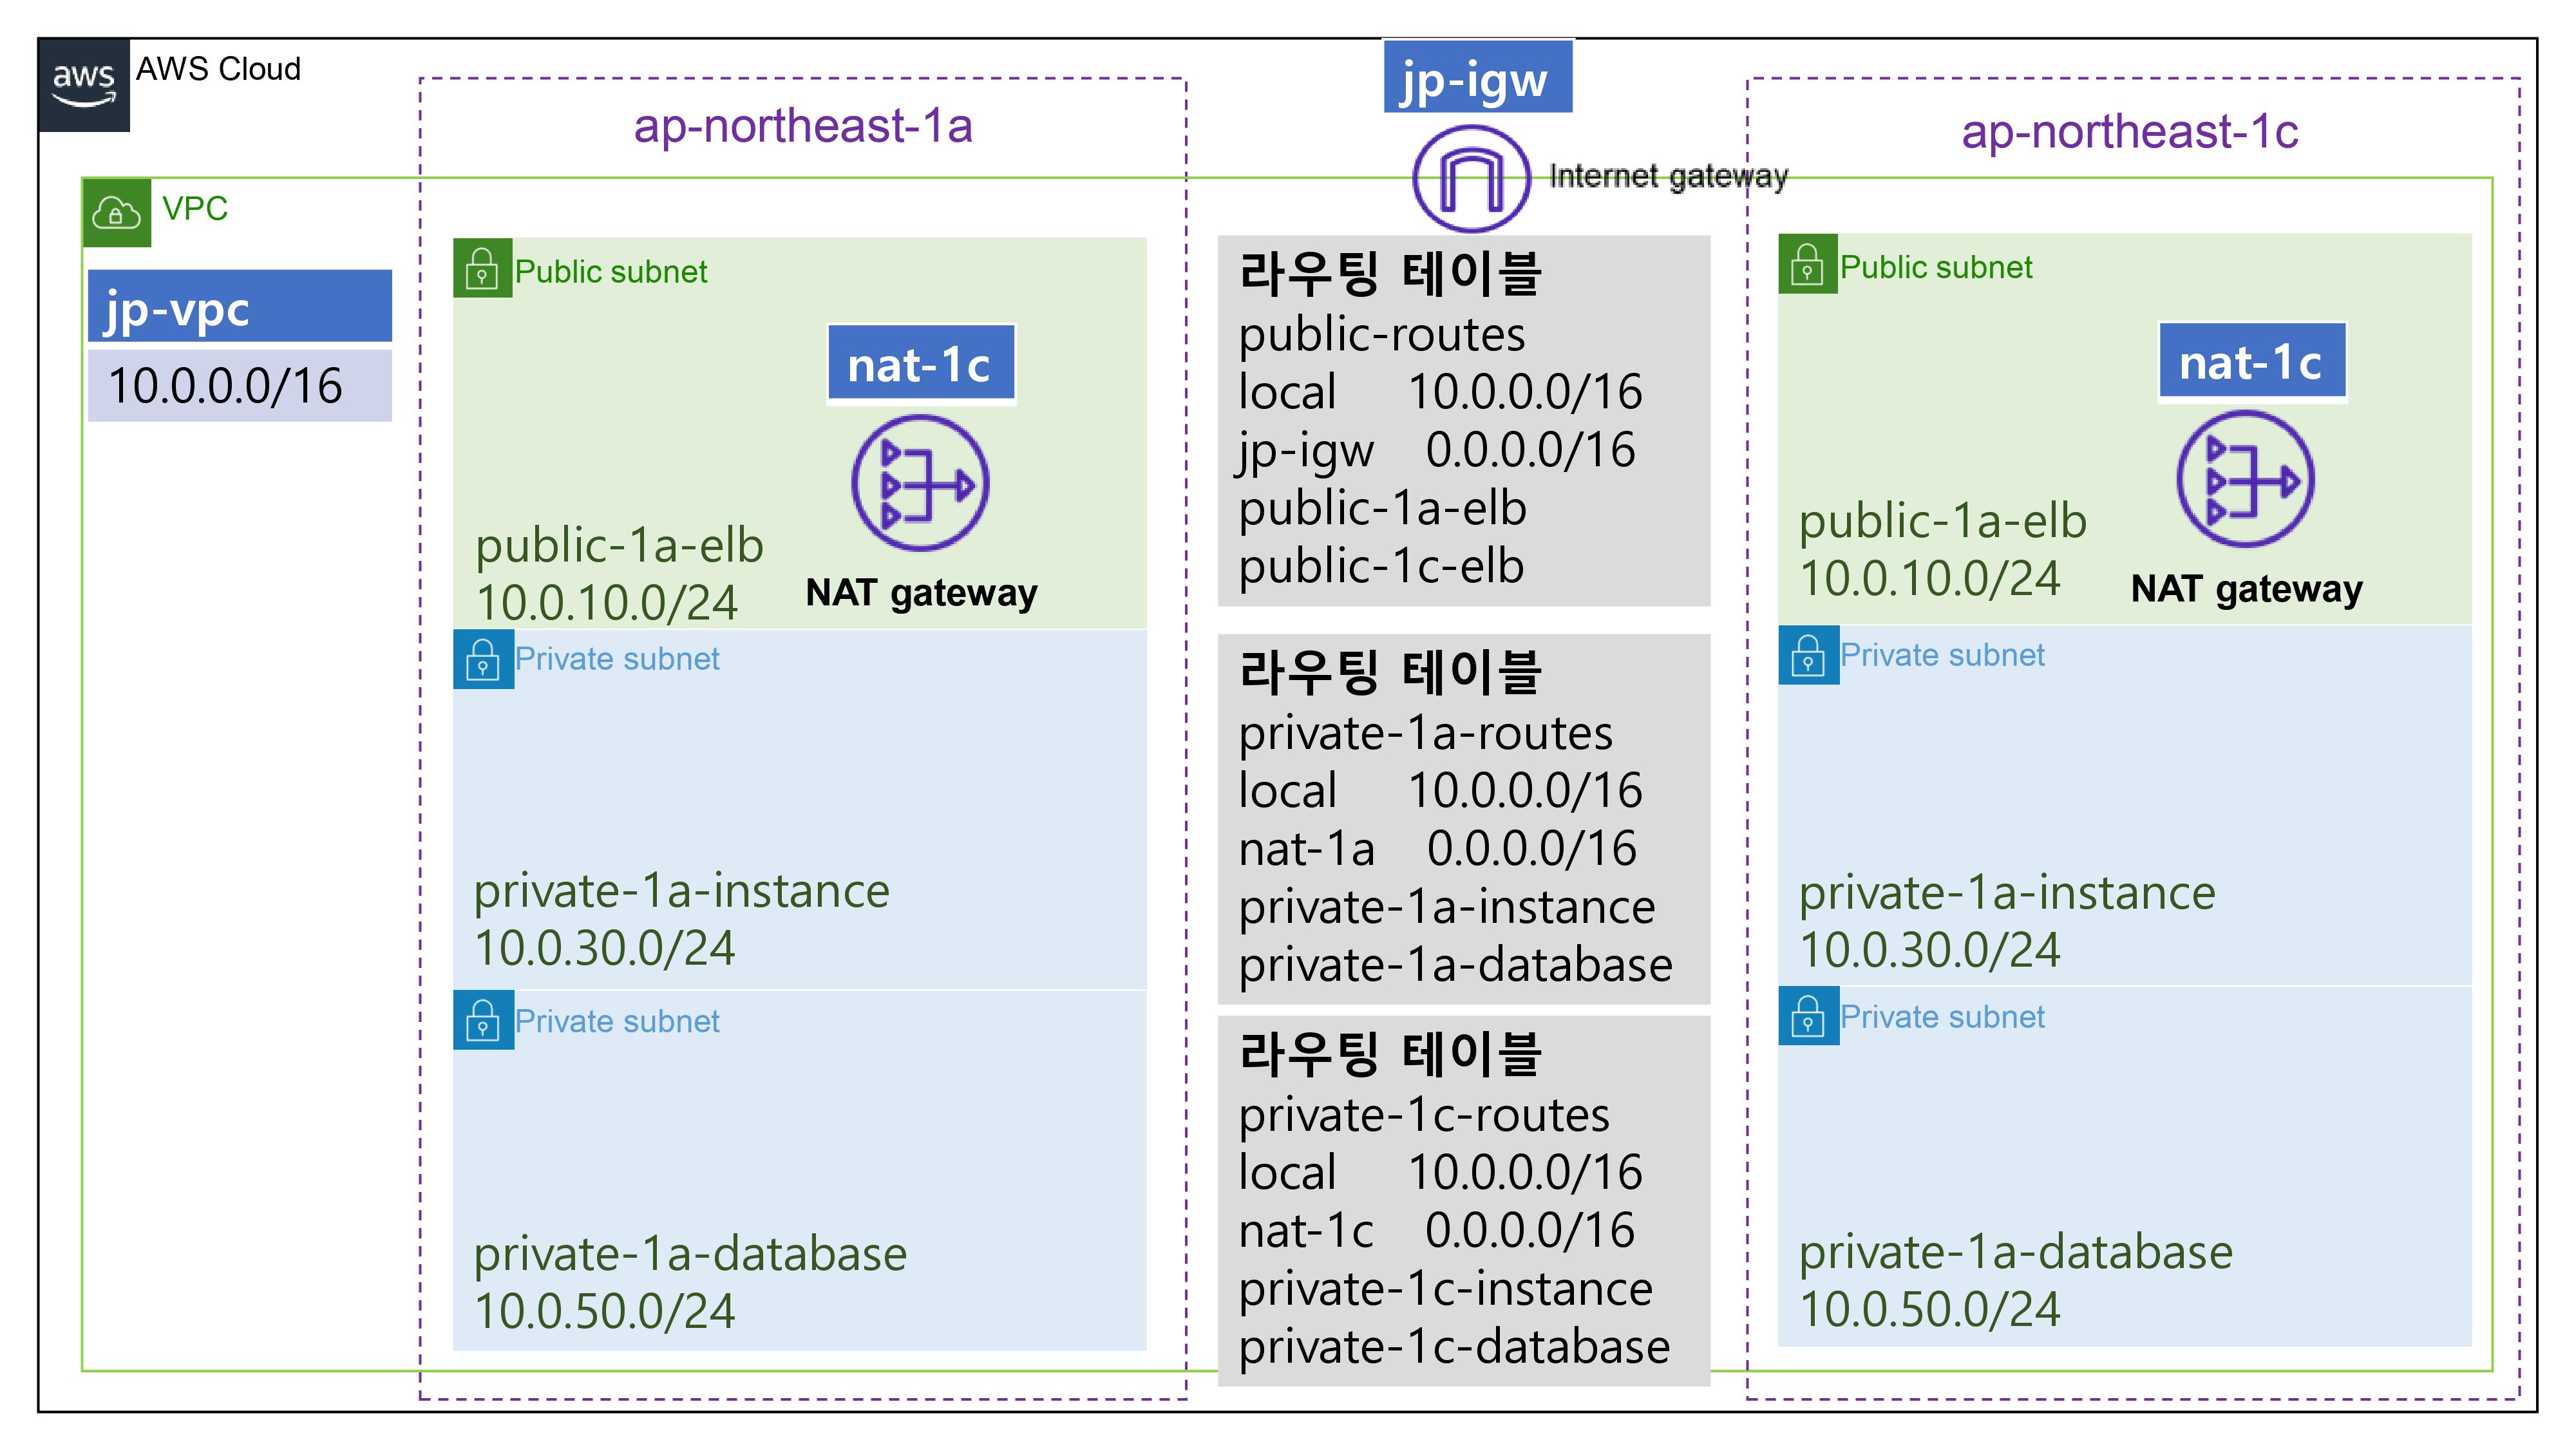 aws
AWS Cloud
jp-igw
Internet gateway
ap-northeast-1a
ap-northeast-1c
VPC
jp-vpc
10.0.0.0/16
Public subnet
nat-1c
public-1a-elb
10.0.10.0/24
NAT gateway
Private subnet
private-1a-instance
10.0.30.0/24
Private subnet
private-1a-database
10.0.50.0/24
라우팅 테이블
public-routes
local 10.0.0.0/16
jp-igw 0.0.0.0/16
public-1a-elb
public-1c-elb
라우팅 테이블
private-1a-routes
local 10.0.0.0/16
nat-1a 0.0.0.0/16
private-1a-instance
private-1a-database
라우팅 테이블
private-1c-routes
local 10.0.0.0/16
nat-1c 0.0.0.0/16
private-1c-instance
private-1c-database
Public subnet
nat-1c
public-1a-elb
10.0.10.0/24
NAT gateway
Private subnet
private-1a-instance
10.0.30.0/24
Private subnet
private-1a-database
10.0.50.0/24